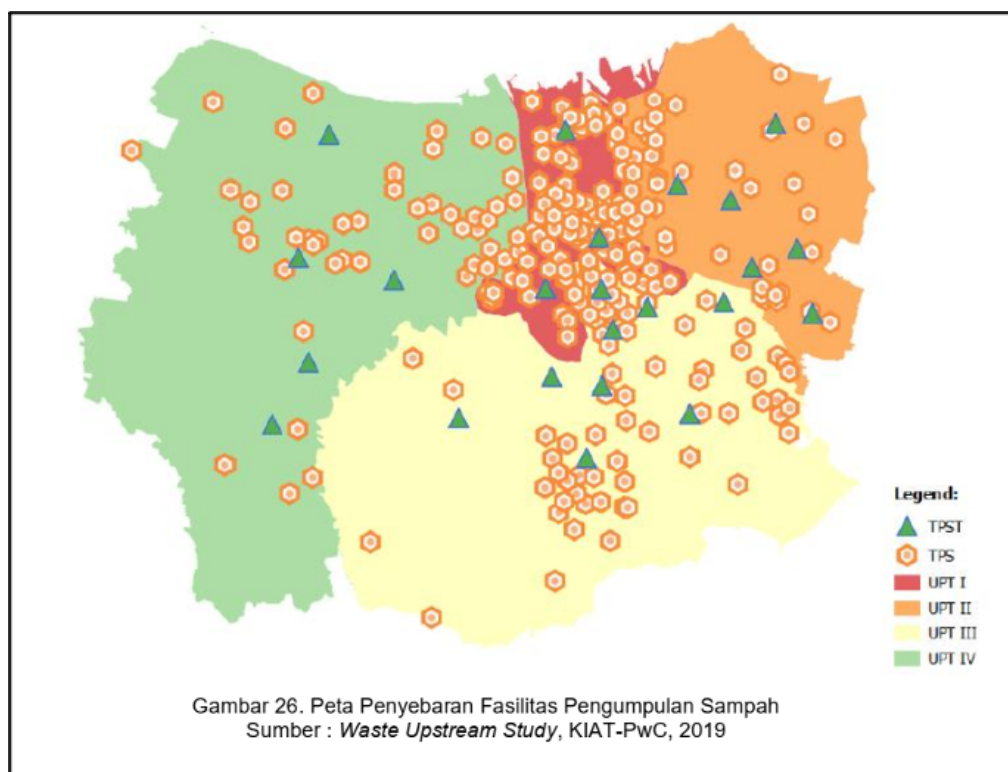 Legend:
TPST
TPS
UPT I
UPT II
UPT III
UPT IV
Gambar 26. Peta Penyebaran Fasilitas Pengumpulan Sampah
Sumber : Waste Upstream Study, KIAT-PwC, 2019